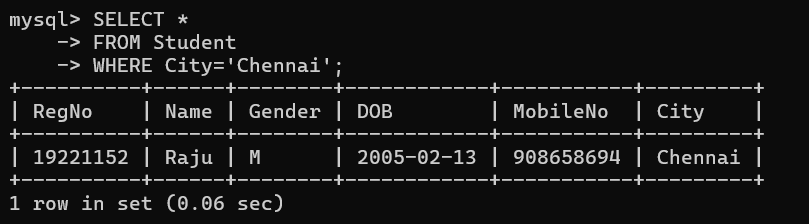 mysql> SELECT *
    -> FROM Student
    -> WHERE City='Chennai';
+----------+------+--------+------------+-----------+---------+
| RegNo    | Name | Gender | DOB        | MobileNo  | City    |
+----------+------+--------+------------+-----------+---------+
| 19221152 | Raju | M      | 2005-02-13 | 908658694 | Chennai |
+----------+------+--------+------------+-----------+---------+
1 row in set (0.06 sec)